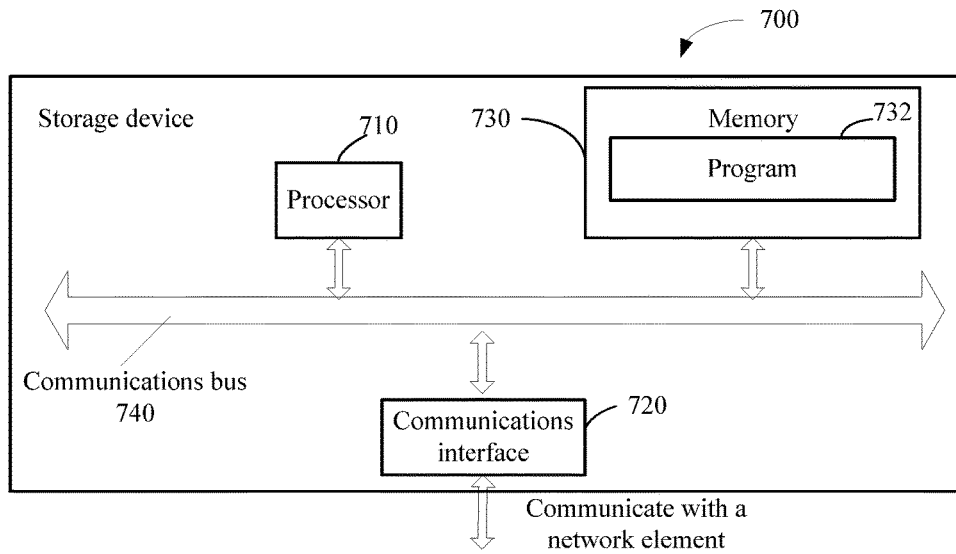 700
Storage device
710
730
Memory
732
Processor
Program
Communications bus
740
720
Communications
interface
Communicate with a
network element